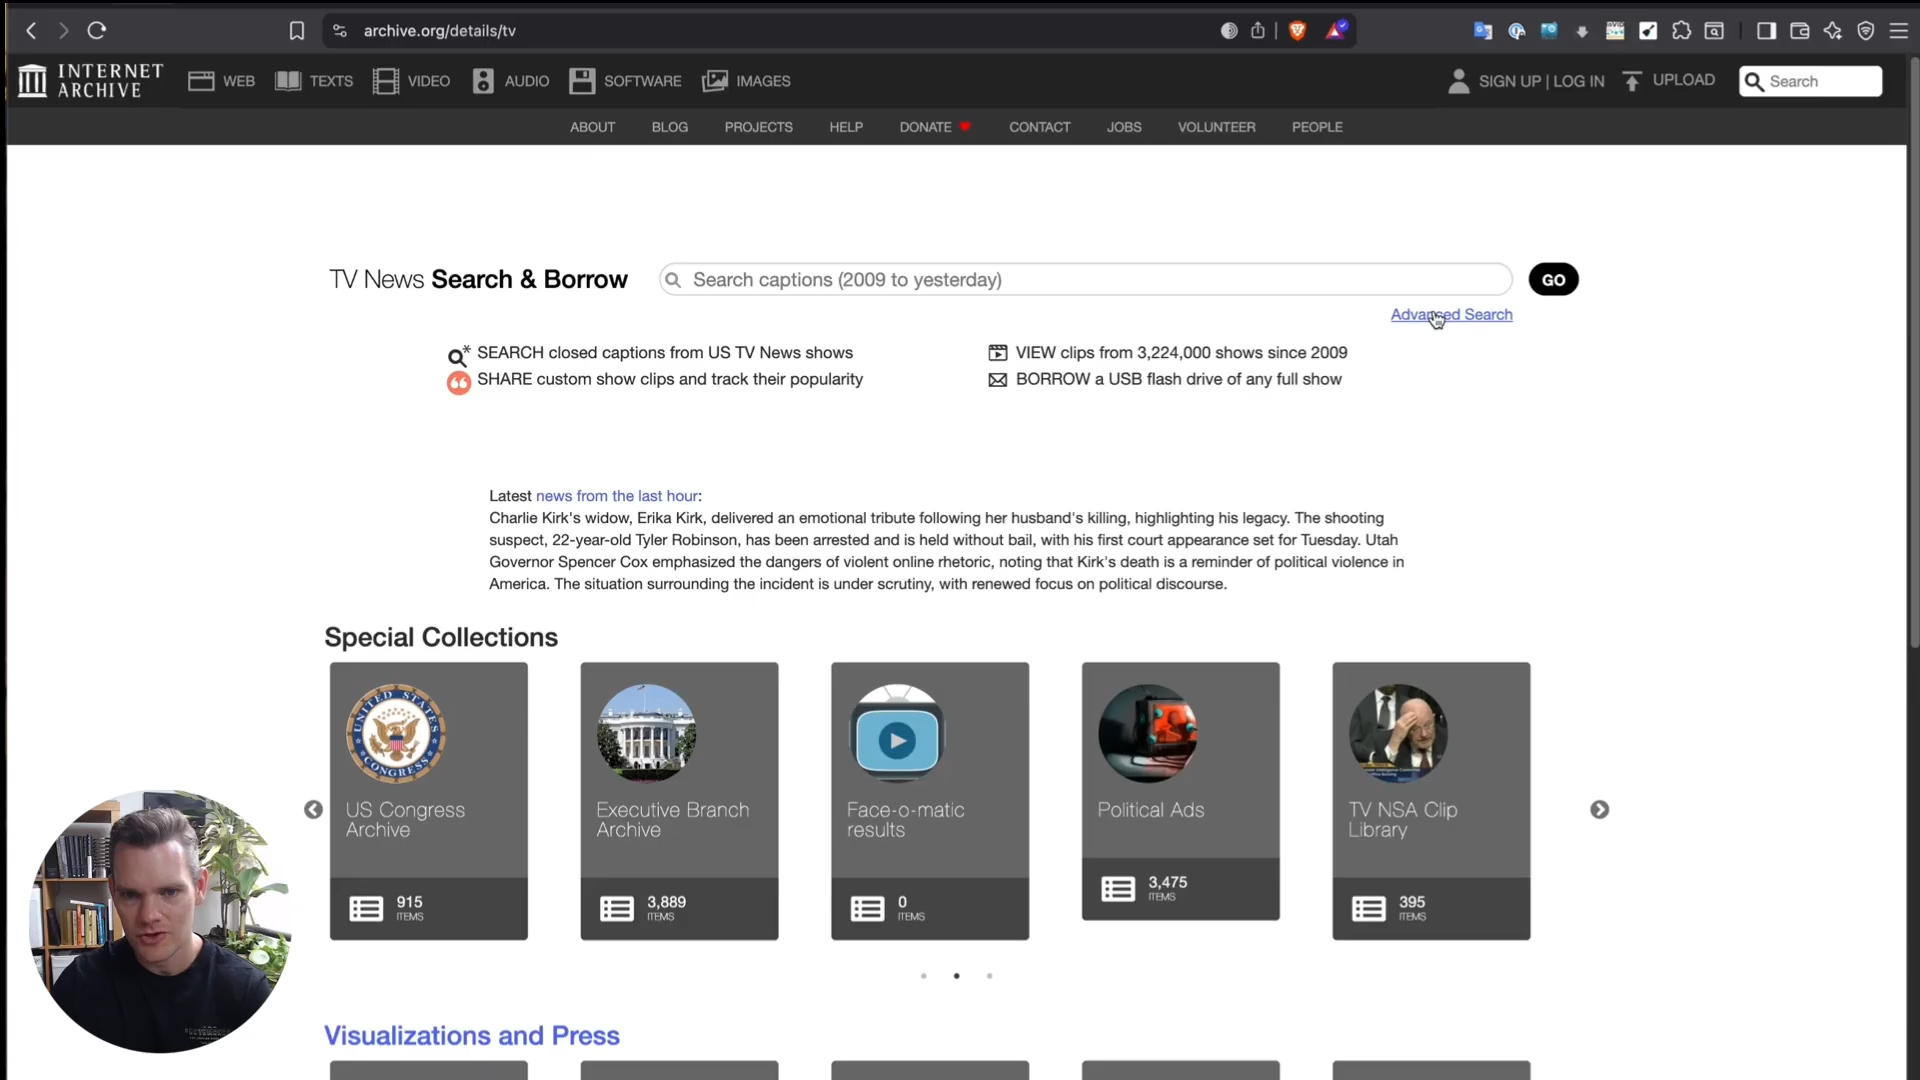 archive.org/details/tv
INTERNET
ARCHIVE
WEB
TEXTS
VIDEO
AUDIO
SOFTWARE
IMAGES
SIGN UP | LOG IN
UPLOAD
Search
ABOUT
BLOG
PROJECTS
HELP
DONATE
CONTACT
JOBS
VOLUNTEER
PEOPLE
TV News Search & Borrow
Search captions (2009 to yesterday)
GO
Advanced Search
SEARCH closed captions from US TV News shows
VIEW clips from 3,224,000 shows since 2009
SHARE custom show clips and track their popularity
BORROW a USB flash drive of any full show
Latest news from the last hour:
Charlie Kirk's widow, Erika Kirk, delivered an emotional tribute following her husband's killing, highlighting his legacy. The shooting
suspect, 22-year-old Tyler Robinson, has been arrested and is held without bail, with his first court appearance set for Tuesday. Utah
Governor Spencer Cox emphasized the dangers of violent online rhetoric, noting that Kirk's death is a reminder of political violence in
America. The situation surrounding the incident is under scrutiny, with renewed focus on political discourse.
Special Collections
UNITED STATES
CONGRESS
US Congress
Archive
915
ITEMS
Executive Branch
Archive
3,889
ITEMS
Face-o-matic
results
0
ITEMS
Political Ads
3,475
ITEMS
TV NSA Clip
Library
395
ITEMS
Visualizations and Press